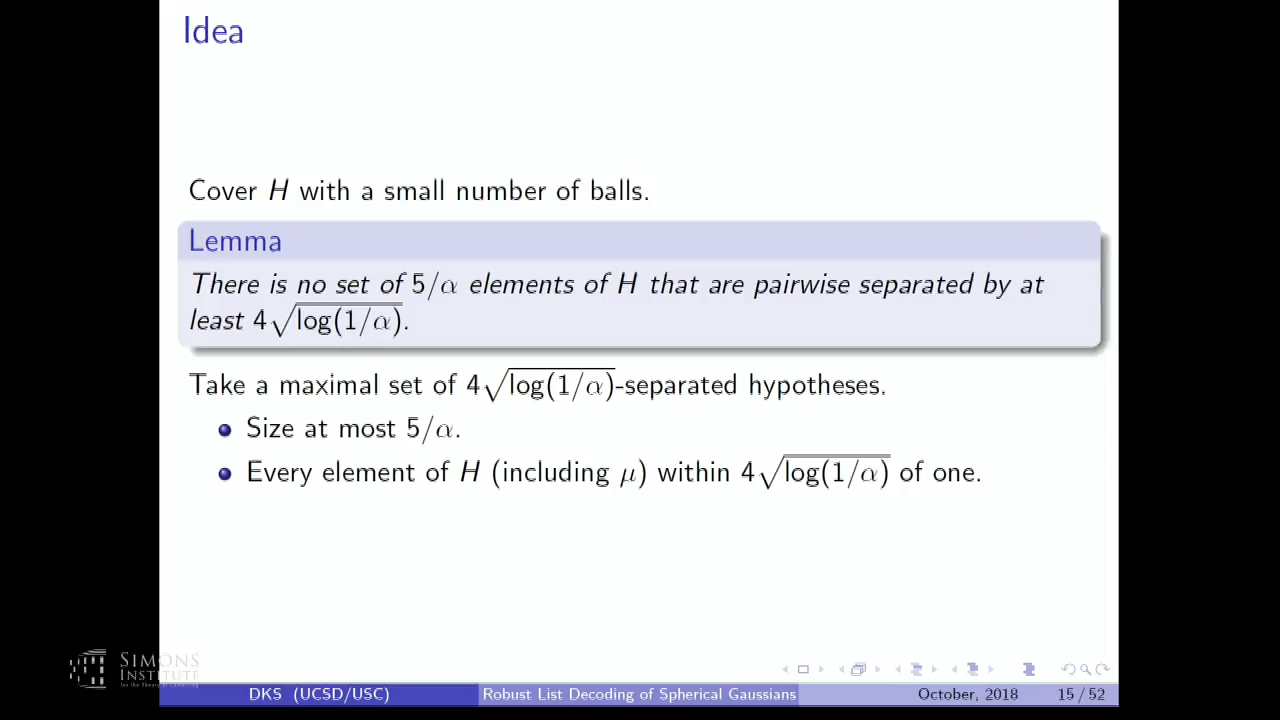 Idea
Cover H with a small number of balls.
Lemma
There is no set of 5/α elements of H that are pairwise separated by at
least 4√log(1/α).
Take a maximal set of 4√log(1/α)-separated hypotheses.
Size at most 5/α.
Every element of H (including μ) within 4√log(1/α) of one.
SIMONS
INSTITUTE
DKS (UCSD/USC)
Robust List Decoding of Spherical Gaussians
October, 2018
15 / 52